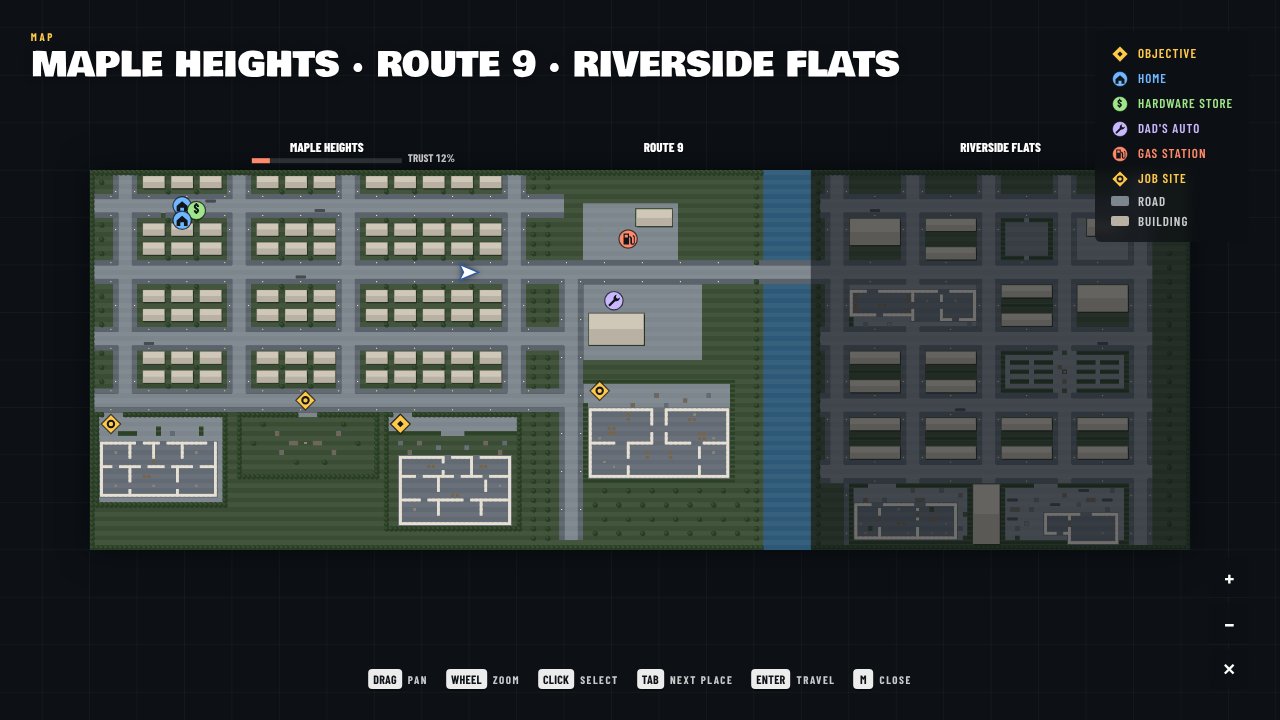 MAP
MAPLE HEIGHTS • ROUTE 9 • RIVERSIDE FLATS
OBJECTIVE
HOME
$ HARDWARE STORE
DAD'S AUTO
GAS STATION
JOB SITE
ROAD
BUILDING
MAPLE HEIGHTS
TRUST 12%
ROUTE 9
RIVERSIDE FLATS
$
+
−
×
DRAG PAN WHEEL ZOOM CLICK SELECT TAB NEXT PLACE ENTER TRAVEL M CLOSE